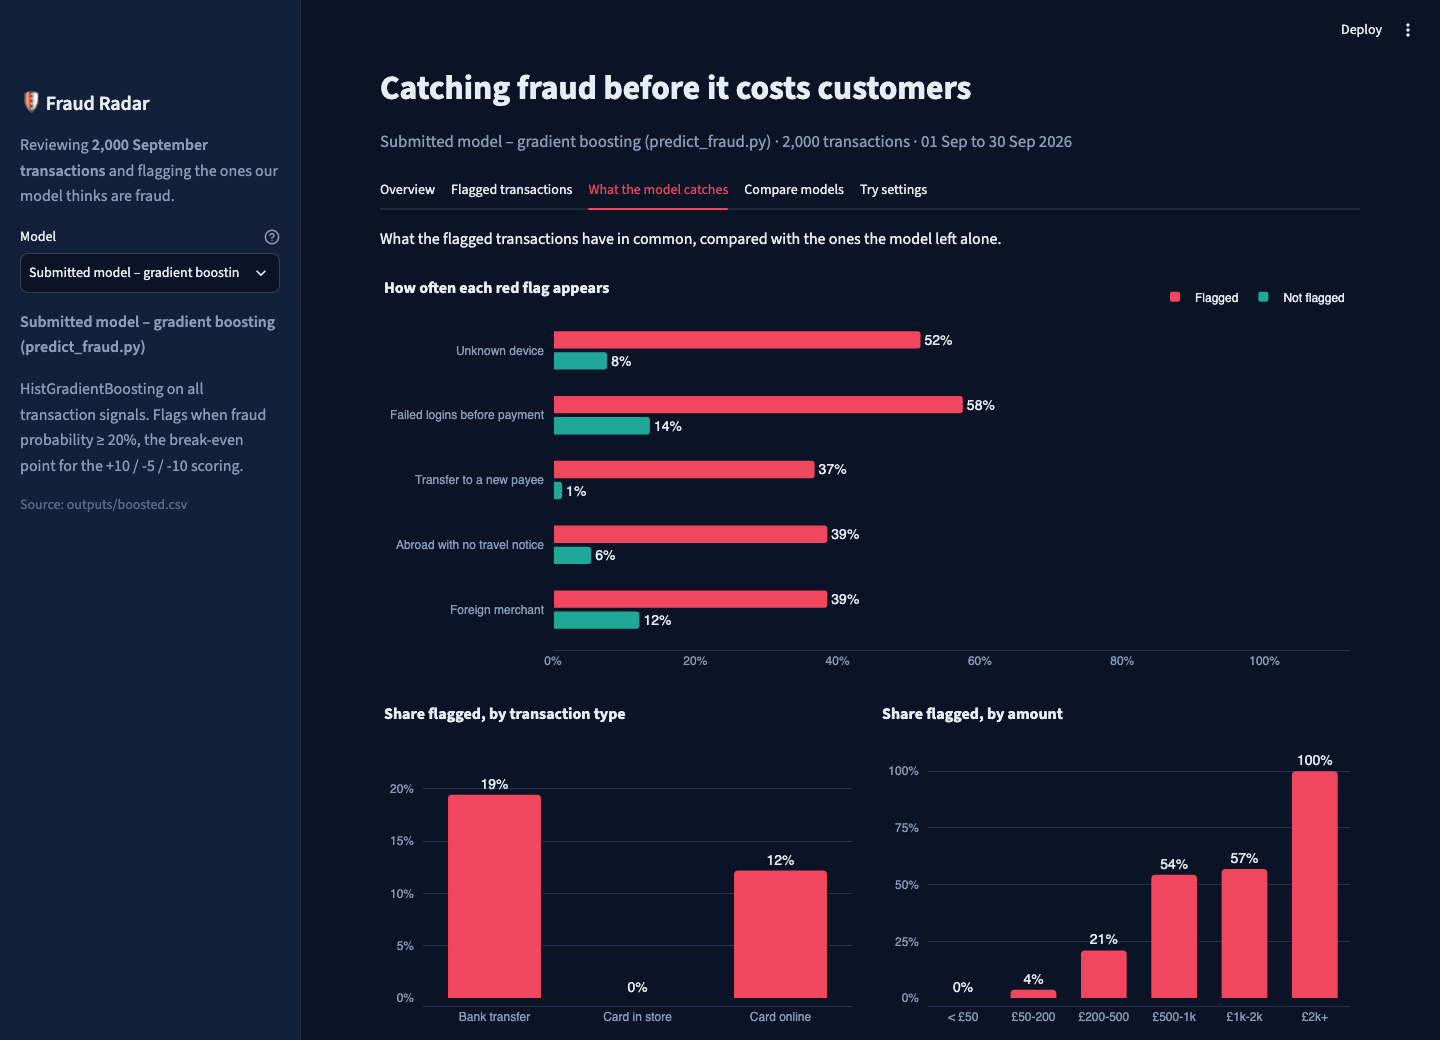 Deploy
Fraud Radar
Reviewing 2,000 September
transactions and flagging the ones our
model thinks are fraud.
Model
Submitted model – gradient boostin
Submitted model – gradient boosting
(predict_fraud.py)
HistGradientBoosting on all
transaction signals. Flags when fraud
probability ≥ 20%, the break-even
point for the +10 / -5 / -10 scoring.
Source: outputs/boosted.csv
Catching fraud before it costs customers
Submitted model – gradient boosting (predict_fraud.py) · 2,000 transactions · 01 Sep to 30 Sep 2026
Overview Flagged transactions What the model catches Compare models Try settings
What the flagged transactions have in common, compared with the ones the model left alone.
How often each red flag appears
Flagged Not flagged
Unknown device
52%
8%
Failed logins before payment
58%
14%
Transfer to a new payee
37%
1%
Abroad with no travel notice
39%
6%
Foreign merchant
39%
12%
0% 20% 40% 60% 80% 100%
Share flagged, by transaction type
20%
15%
10%
5%
0%
19%
0%
12%
Bank transfer Card in store Card online
Share flagged, by amount
100%
75%
50%
25%
0%
0%
4%
21%
54%
57%
100%
< £50 £50-200 £200-500 £500-1k £1k-2k £2k+